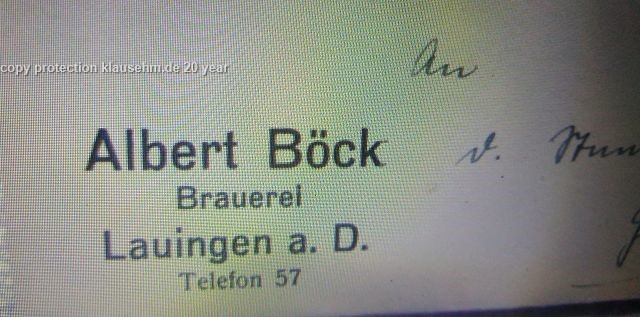 An
copy protection klausehm.de 20 year
Albert Böck
v.
Brauerei
Lauingen a. D.
Telefon 57